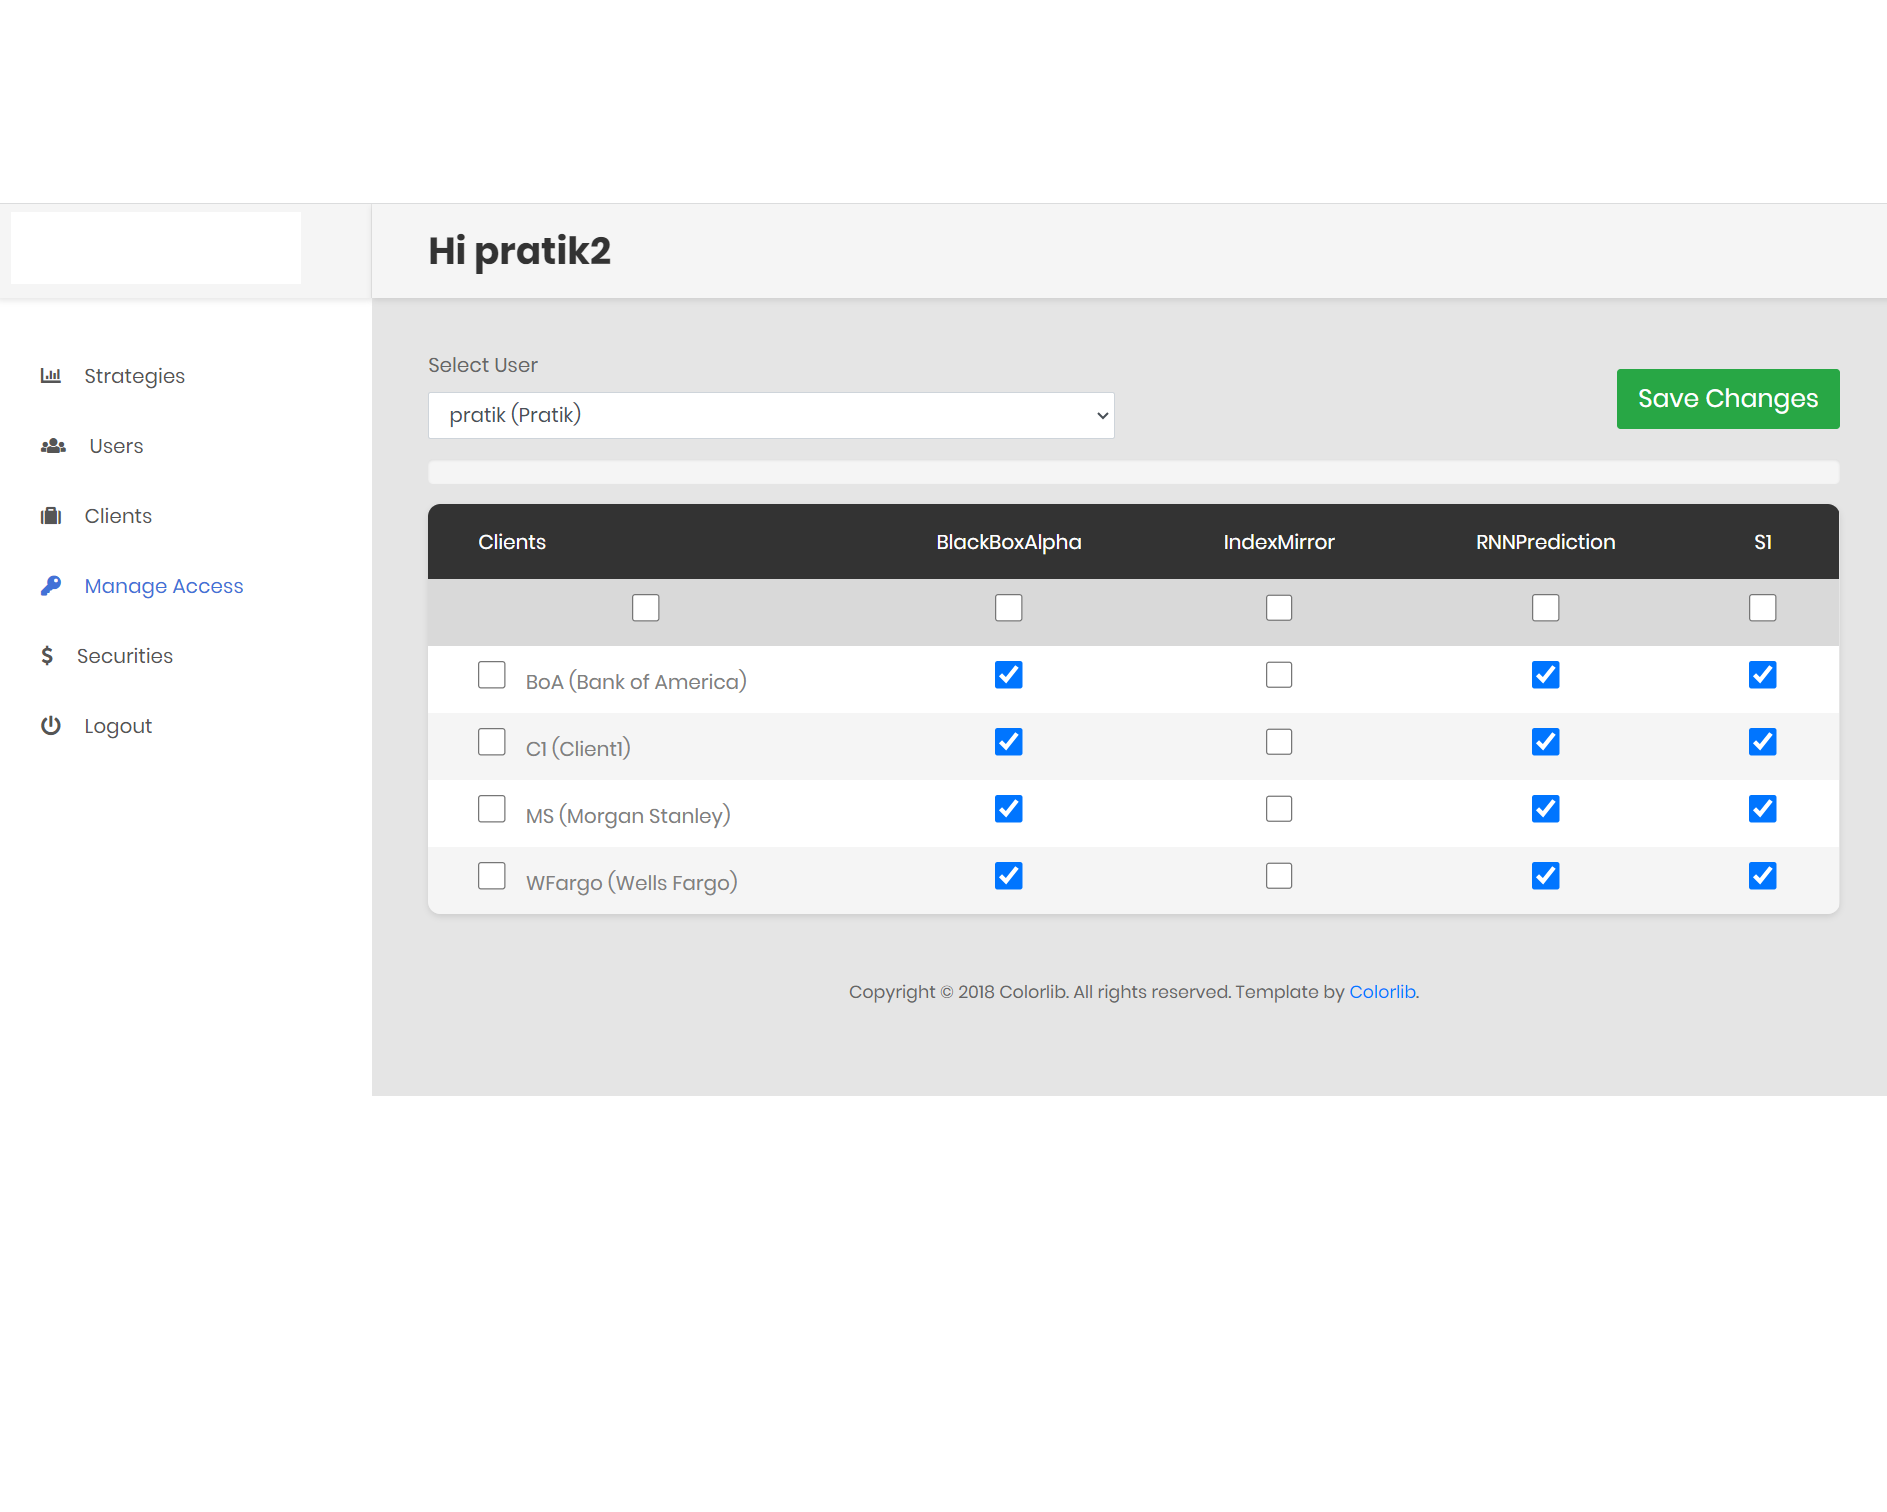 Hi pratik2
Strategies
Users
Clients
Manage Access
Securities
Logout
Select User
pratik (Pratik)
Save Changes
Clients BlackBoxAlpha IndexMirror RNNPrediction S1
BoA (Bank of America)
C1 (Client1)
MS (Morgan Stanley)
WFargo (Wells Fargo)
Copyright © 2018 Colorlib. All rights reserved. Template by Colorlib.